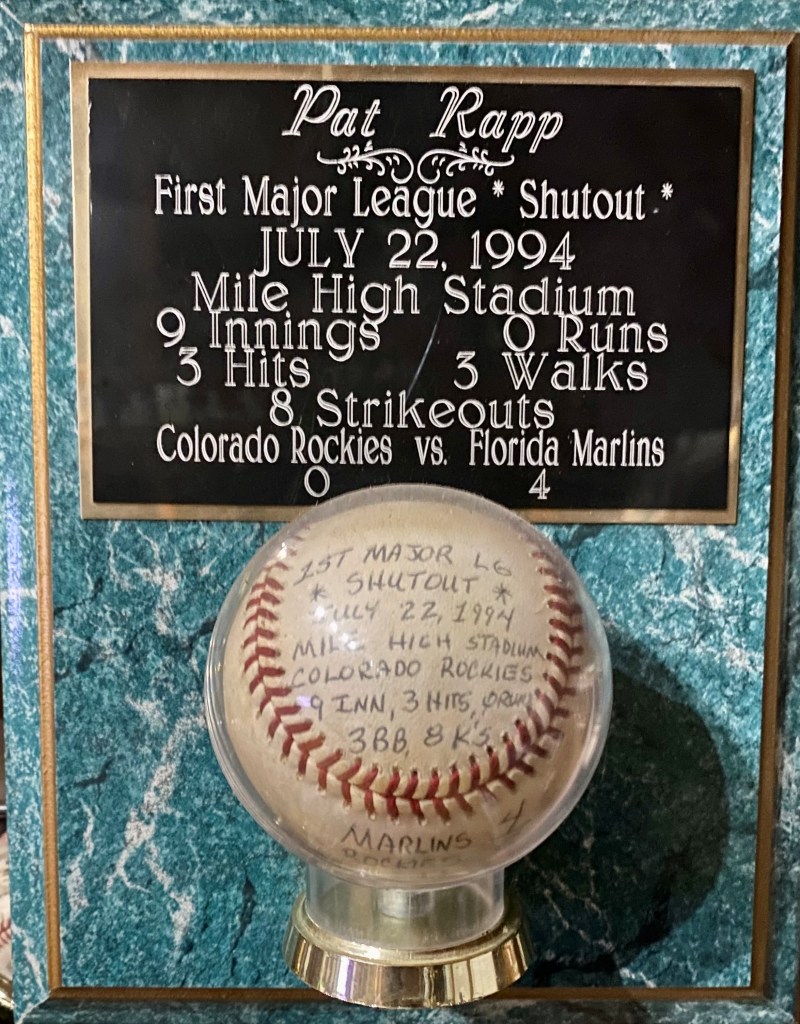 Pat Rapp
First Major League * Shutout *
JULY 22, 1994
Mile High Stadium
9 Innings 0 Runs
3 Hits 3 Walks
8 Strikeouts
Colorado Rockies vs. Florida Marlins
0 4
1ST MAJOR LG
* SHUTOUT *
JULY 22, 1994
MILE HIGH STADIUM
COLORADO ROCKIES
9 INN, 3 HITS, ØRUNS
3BB, 8 K'S
MARLINS 4
ROCKIES